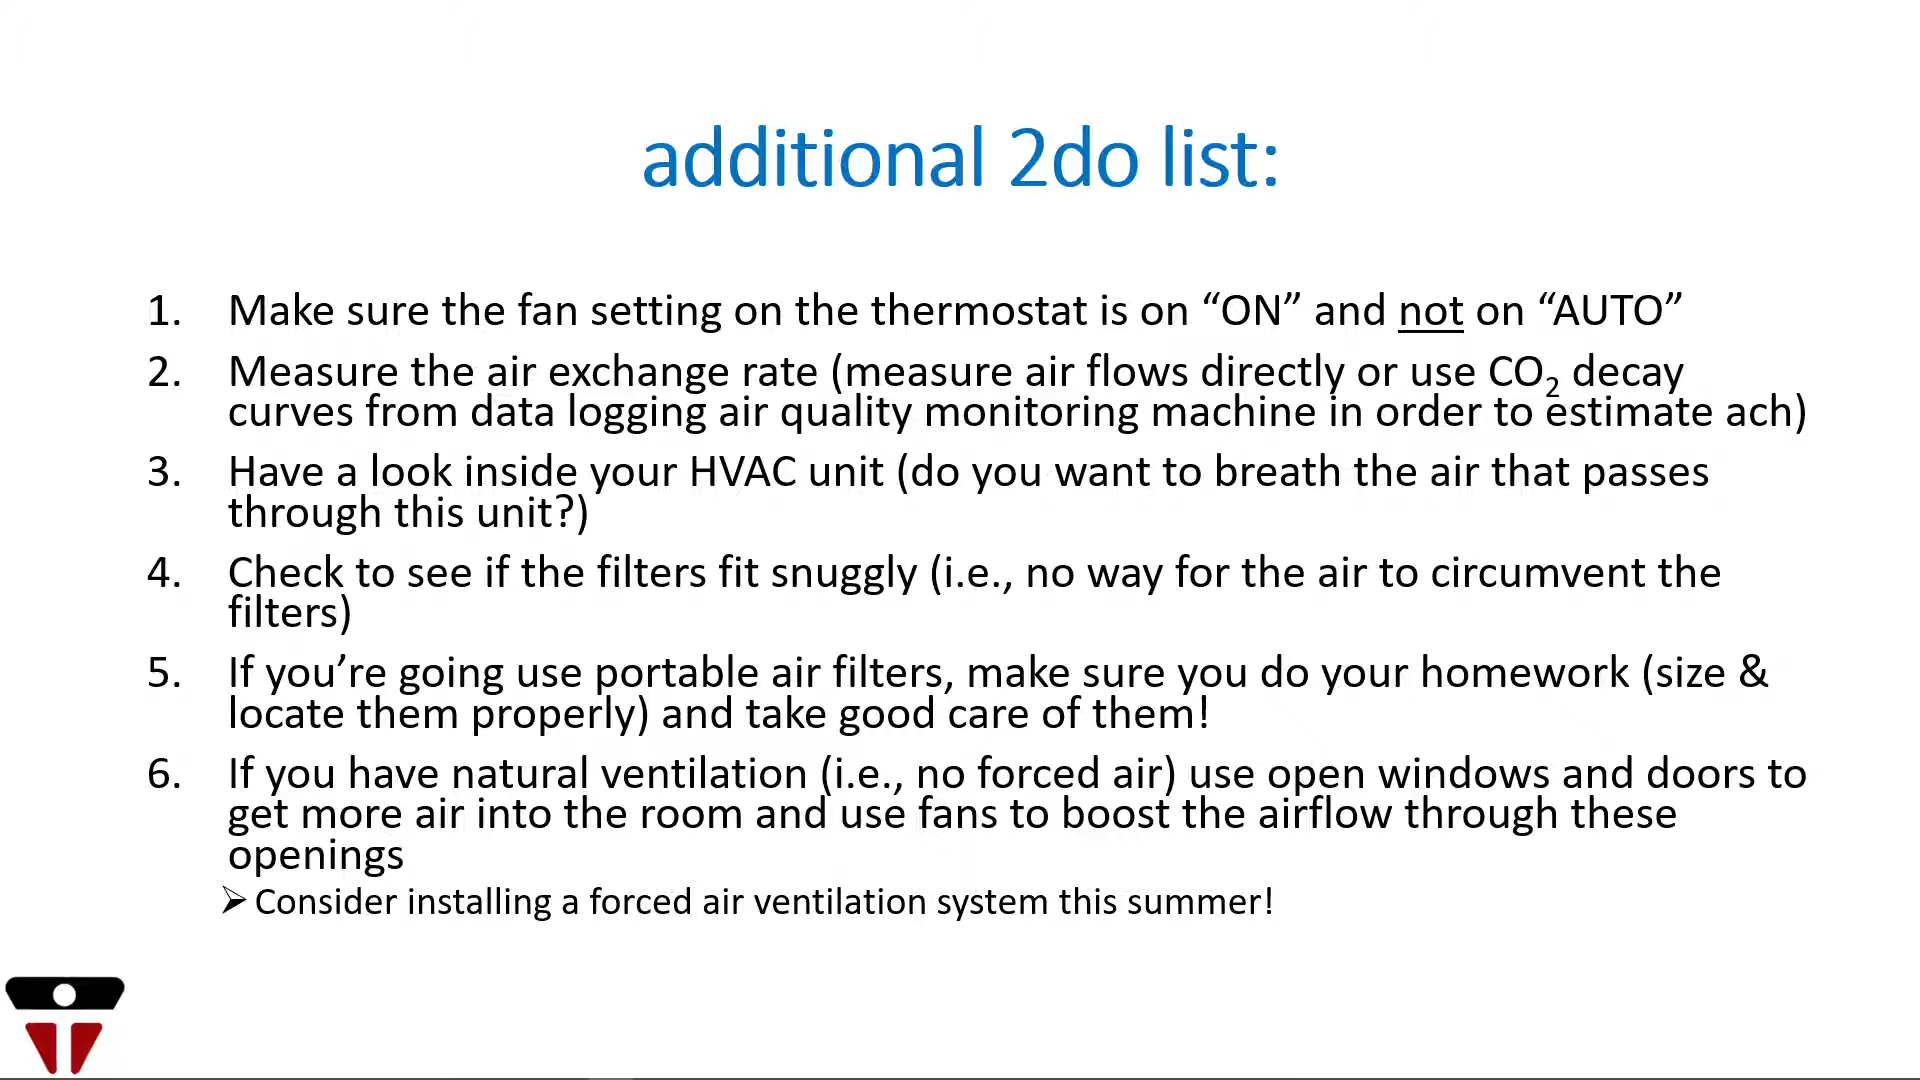 additional 2do list:
1. Make sure the fan setting on the thermostat is on “ON” and not on “AUTO”
2. Measure the air exchange rate (measure air flows directly or use CO₂ decay
curves from data logging air quality monitoring machine in order to estimate ach)
3. Have a look inside your HVAC unit (do you want to breath the air that passes
through this unit?)
4. Check to see if the filters fit snuggly (i.e., no way for the air to circumvent the
filters)
5. If you’re going use portable air filters, make sure you do your homework (size &
locate them properly) and take good care of them!
6. If you have natural ventilation (i.e., no forced air) use open windows and doors to
get more air into the room and use fans to boost the airflow through these
openings
➢ Consider installing a forced air ventilation system this summer!